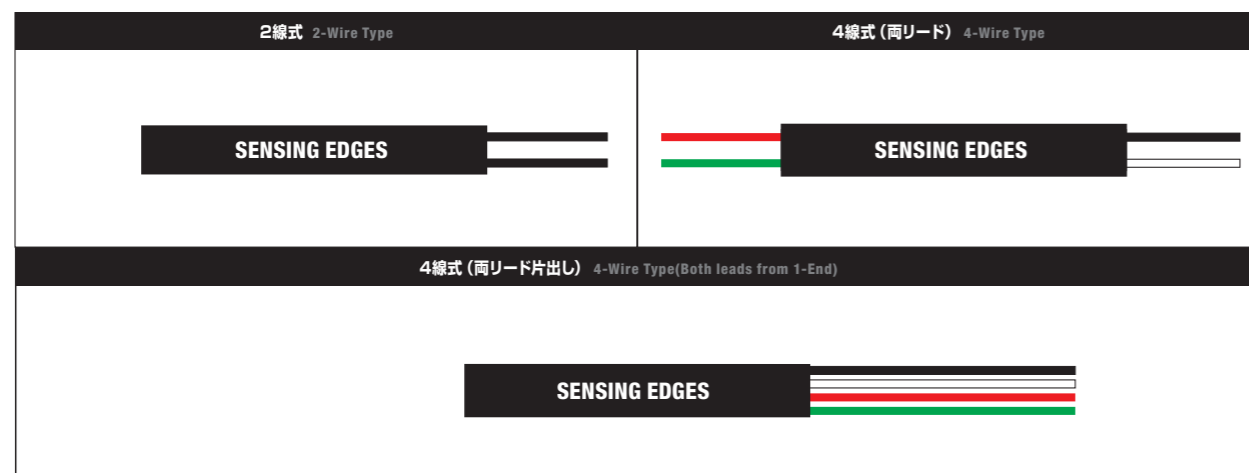 2線式 2-Wire Type
4線式（両リード） 4-Wire Type
SENSING EDGES
SENSING EDGES
4線式（両リード片出し） 4-Wire Type(Both leads from 1-End)
SENSING EDGES